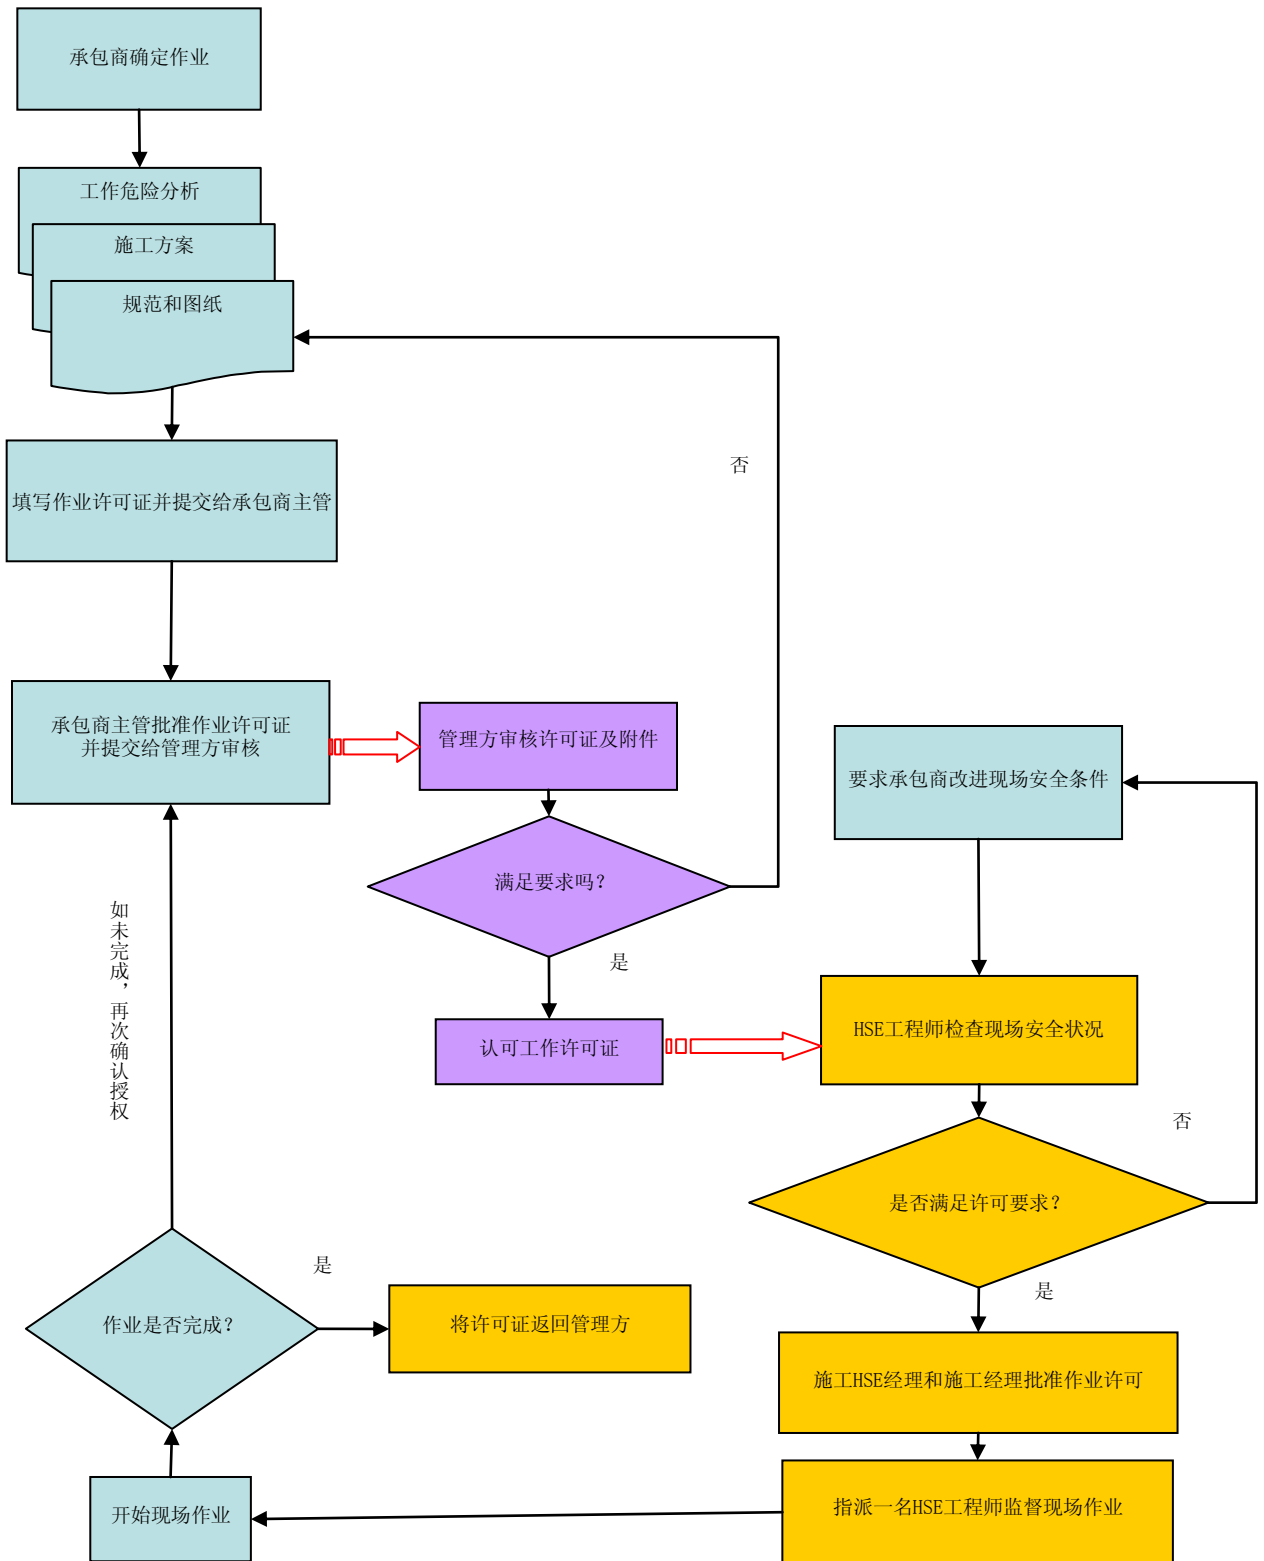 承包商确定作业
工作危险分析
施工方案
规范和图纸
否
填写作业许可证并提交给承包商主管
承包商主管批准作业许可证
并提交给管理方审核
管理方审核许可证及附件
要求承包商改进现场安全条件
满足要求吗？
如未完成，再次确认授权
是
HSE工程师检查现场安全状况
认可工作许可证
否
是否满足许可要求？
是
是
作业是否完成？
将许可证返回管理方
施工HSE经理和施工经理批准作业许可
指派一名HSE工程师监督现场作业
开始现场作业